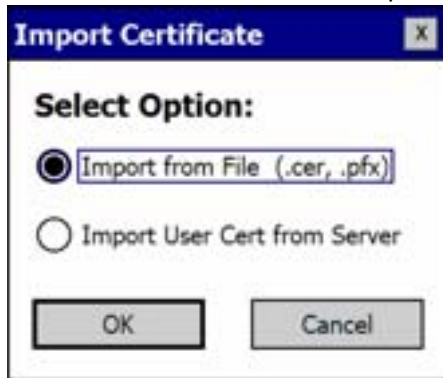 Import Certificate X
Select Option:
Import from File (.cer, .pfx)
Import User Cert from Server
OK Cancel